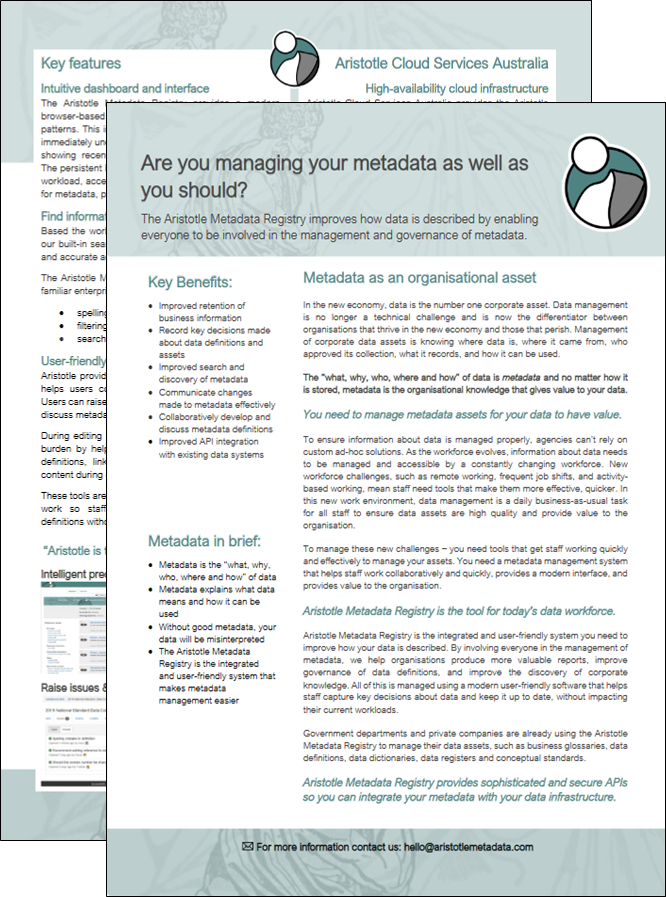 Key features
Intuitive dashboard and interface
The Aristotle Metadata Registry provides a modern
browser-based
patterns. This i
immediately un
showing recen
The persistent
workload, acce
for metadata, p
Find informat
Based the wor
our built-in sea
and accurate a
The Aristotle M
familiar enterpr
• spelling
• filtering
• search
User-friendly
Aristotle provid
helps users co
Users can raise
discuss metada
During editing
burden by help
definitions, link
content during
These tools are
work so staff
definitions witho
“Aristotle is t
Intelligent pred
Raise issues &
Aristotle Cloud Services Australia
High-availability cloud infrastructure
Aristotle Cloud Services Australia provides the Aristotle
Are you managing your metadata as well as
you should?
The Aristotle Metadata Registry improves how data is described by enabling
everyone to be involved in the management and governance of metadata.
Key Benefits:
• Improved retention of
business information
• Record key decisions made
about data definitions and
assets
• Improved search and
discovery of metadata
• Communicate changes
made to metadata effectively
• Collaboratively develop and
discuss metadata definitions
• Improved API integration
with existing data systems
Metadata in brief:
• Metadata is the “what, why,
who, where and how” of data
• Metadata explains what data
means and how it can be
used
• Without good metadata, your
data will be misinterpreted
• The Aristotle Metadata
Registry is the integrated
and user-friendly system that
makes metadata
management easier
Metadata as an organisational asset
In the new economy, data is the number one corporate asset. Data management
is no longer a technical challenge and is now the differentiator between
organisations that thrive in the new economy and those that perish. Management
of corporate data assets is knowing where data is, where it came from, who
approved its collection, what it records, and how it can be used.
The “what, why, who, where and how” of data is metadata and no matter how it
is stored, metadata is the organisational knowledge that gives value to your data.
You need to manage metadata assets for your data to have value.
To ensure information about data is managed properly, agencies can’t rely on
custom ad-hoc solutions. As the workforce evolves, information about data needs
to be managed and accessible by a constantly changing workforce. New
workforce challenges, such as remote working, frequent job shifts, and activity-
based working, mean staff need tools that make them more effective, quicker. In
this new work environment, data management is a daily business-as-usual task
for all staff to ensure data assets are high quality and provide value to the
organisation.
To manage these new challenges – you need tools that get staff working quickly
and effectively to manage your assets. You need a metadata management system
that helps staff work collaboratively and quickly, provides a modern interface, and
provides value to the organisation.
Aristotle Metadata Registry is the tool for today’s data workforce.
Aristotle Metadata Registry is the integrated and user-friendly system you need to
improve how your data is described. By involving everyone in the management of
metadata, we help organisations produce more valuable reports, improve
governance of data definitions, and improve the discovery of corporate
knowledge. All of this is managed using a modern user-friendly software that helps
staff capture key decisions about data and keep it up to date, without impacting
their current workloads.
Government departments and private companies are already using the Aristotle
Metadata Registry to manage their data assets, such as business glossaries, data
definitions, data dictionaries, data registers and conceptual standards.
Aristotle Metadata Registry provides sophisticated and secure APIs
so you can integrate your metadata with your data infrastructure.
For more information contact us: hello@aristotlemetadata.com